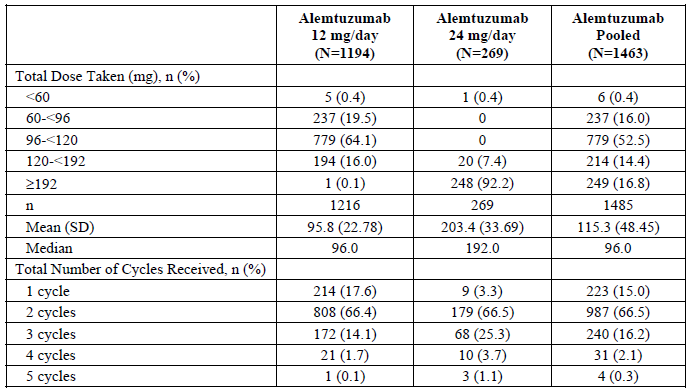 Alemtuzumab 12 mg/day (N=1194) Alemtuzumab 24 mg/day (N=269) Alemtuzumab Pooled (N=1463)
Total Dose Taken (mg), n (%)
<60 5 (0.4) 1 (0.4) 6 (0.4)
60-<96 237 (19.5) 0 237 (16.0)
96-<120 779 (64.1) 0 779 (52.5)
120-<192 194 (16.0) 20 (7.4) 214 (14.4)
≥192 1 (0.1) 248 (92.2) 249 (16.8)
n 1216 269 1485
Mean (SD) 95.8 (22.78) 203.4 (33.69) 115.3 (48.45)
Median 96.0 192.0 96.0
Total Number of Cycles Received, n (%)
1 cycle 214 (17.6) 9 (3.3) 223 (15.0)
2 cycles 808 (66.4) 179 (66.5) 987 (66.5)
3 cycles 172 (14.1) 68 (25.3) 240 (16.2)
4 cycles 21 (1.7) 10 (3.7) 31 (2.1)
5 cycles 1 (0.1) 3 (1.1) 4 (0.3)